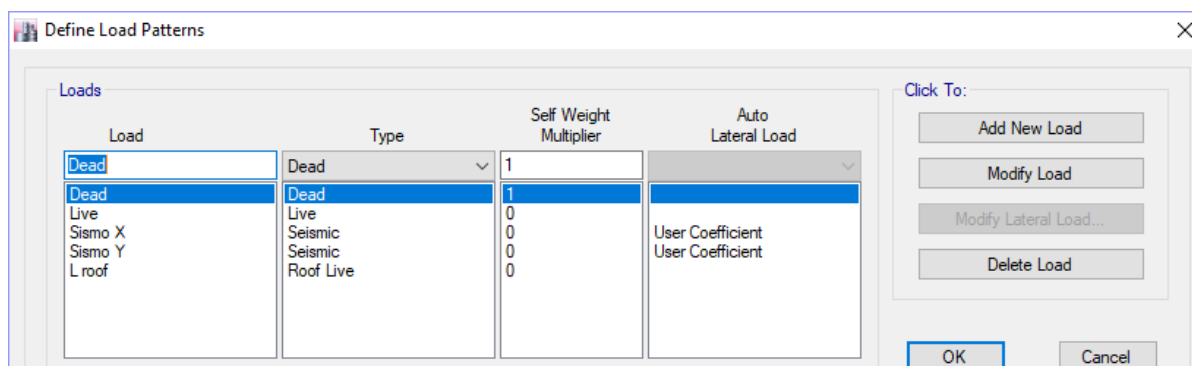 Define Load Patterns
Loads
Click To:
Load Type Self Weight Multiplier Auto Lateral Load
Dead Dead 1
Dead Dead 1
Live Live 0
Sismo X Seismic 0 User Coefficient
Sismo Y Seismic 0 User Coefficient
L roof Roof Live 0
Add New Load
Modify Load
Modify Lateral Load...
Delete Load
OK Cancel